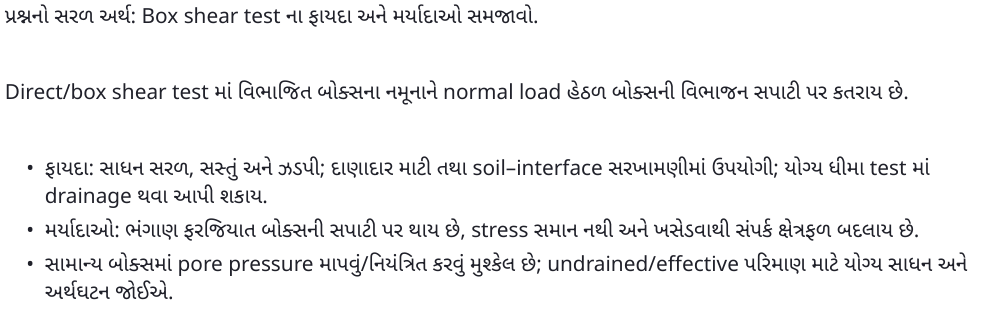 પ્રશ્નનો સરળ અર્થ: Box shear test ના ફાયદા અને મર્યાદાઓ સમજાવો.
Direct/box shear test માં વિભાજિત બોક્સના નમૂનાને normal load હેઠળ બોક્સની વિભાજન સપાટી પર કતરાય છે.
• ફાયદા: સાધન સરળ, સસ્તું અને ઝડપી; દાણાદાર માટી તથા soil–interface સરખામણીમાં ઉપયોગી; યોગ્ય ધીમા test માં
drainage થવા આપી શકાય.
• મર્યાદાઓ: ભંગાણ ફરજિયાત બોક્સની સપાટી પર થાય છે, stress સમાન નથી અને ખસેડવાથી સંપર્ક ક્ષેત્રફળ બદલાય છે.
• સામાન્ય બોક્સમાં pore pressure માપવું/નિયંત્રિત કરવું મુશ્કેલ છે; undrained/effective પરિમાણ માટે યોગ્ય સાધન અને
અર્થઘટન જોઈએ.